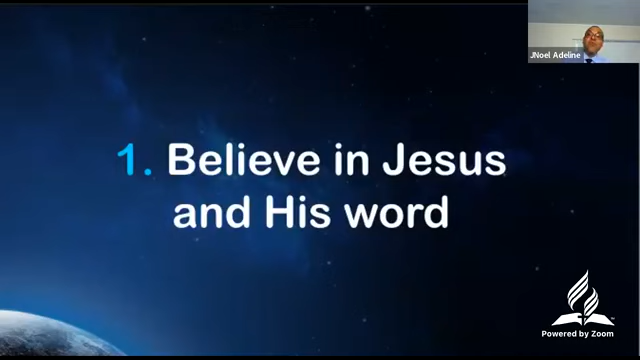 JNoel Adeline
1. Believe in Jesus
and His word
Powered by Zoom